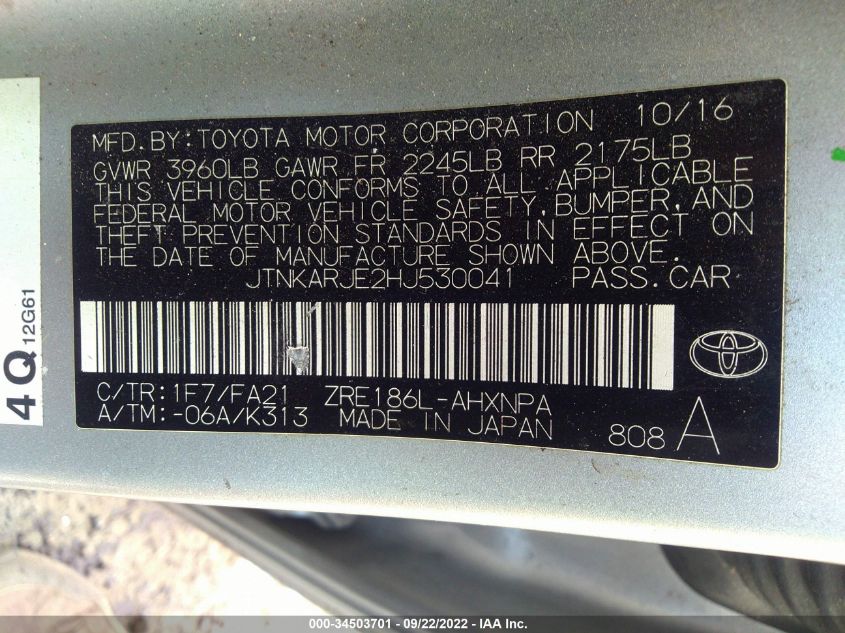 MFD. BY: TOYOTA MOTOR CORPORATION 10/16
GVWR 3960LB GAWR FR 2245LB RR 2175LB
THIS VEHICLE CONFORMS TO ALL APPLICABLE
FEDERAL MOTOR VEHICLE SAFETY, BUMPER, AND
THEFT PREVENTION STANDARDS IN EFFECT ON
THE DATE OF MANUFACTURE SHOWN ABOVE.
JTNKARJE2HJ530041 PASS. CAR
C/TR: 1F7/FA21 ZRE186L-AHXNPA
A/TM: -06A/K313 MADE IN JAPAN
808 A
4Q
12G61
000-34503701 - 09/22/2022 - IAA Inc.